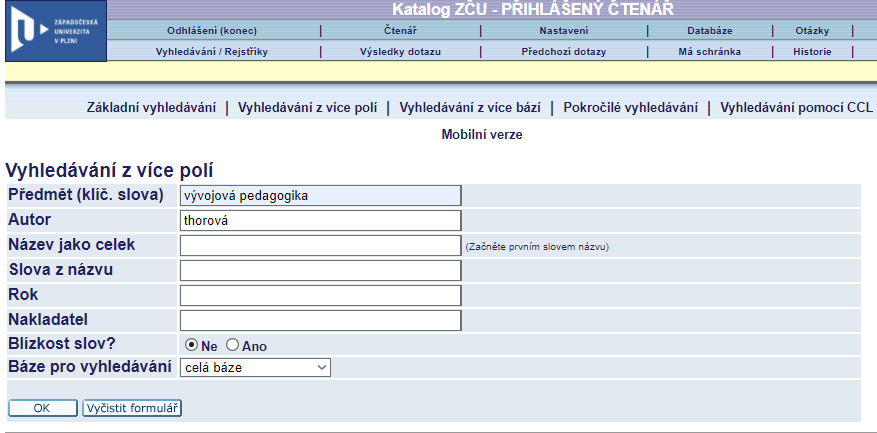 Katalog ZČU - PŘIHLÁŠENÝ ČTENÁŘ
ZÁPADOČESKÁ
UNIVERZITA
V PLZNI
Odhlášení (konec) | Čtenář | Nastavení | Databáze | Otázky |
Vyhledávání / Rejstříky | Výsledky dotazu | Předchozí dotazy | Má schránka | Historie |
Základní vyhledávání | Vyhledávání z více polí | Vyhledávání z více bází | Pokročilé vyhledávání | Vyhledávání pomocí CCL
Mobilní verze
Vyhledávání z více polí
Předmět (klíč. slova) vývojová pedagogika
Autor thorová
Název jako celek (Začněte prvním slovem názvu)
Slova z názvu
Rok
Nakladatel
Blízkost slov? Ne Ano
Báze pro vyhledávání celá báze
OK Vyčistit formulář